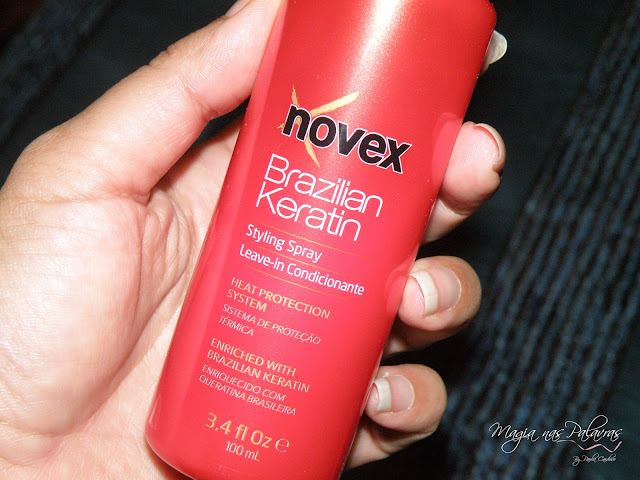 novex
Brazilian
Keratin
Styling Spray
Leave-in Condicionante
HEAT PROTECTION
SYSTEM
SISTEMA DE PROTEÇÃO
TÉRMICA
ENRICHED WITH
BRAZILIAN KERATIN
ENRIQUECIDO COM
QUERATINA BRASILEIRA
3,4 fl Oz e
100 mL
Magia nas Palavras
By